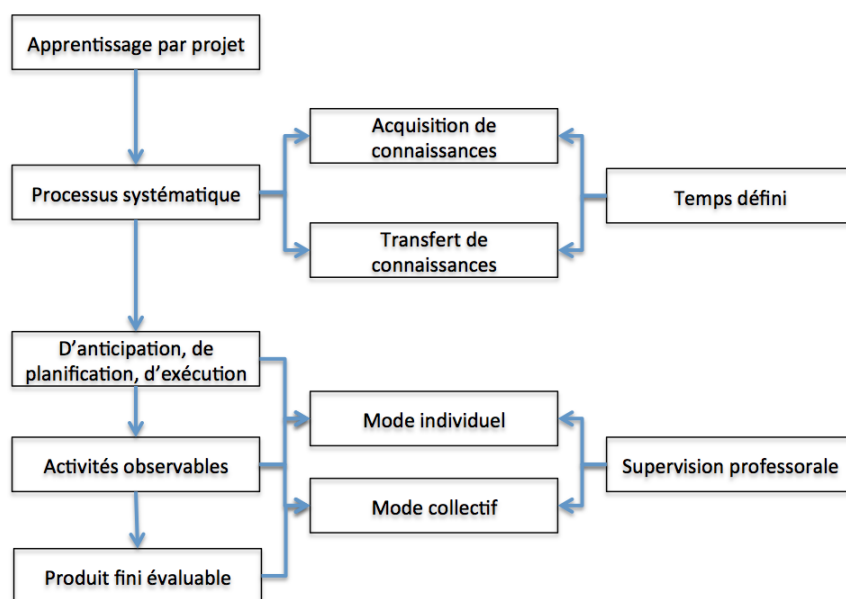 Apprentissage par projet
Acquisition de
connaissances
Processus systématique
Temps défini
Transfert de
connaissances
D’anticipation, de
planification, d’exécution
Mode individuel
Activités observables
Supervision professorale
Mode collectif
Produit fini évaluable